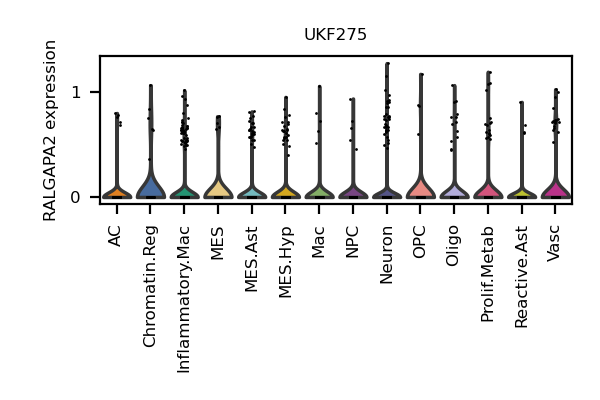 UKF275
RALGAPA2 expression
1
0
AC
Chromatin.Reg
Inflammatory.Mac
MES
MES.Ast
MES.Hyp
Mac
NPC
Neuron
OPC
Oligo
Prolif.Metab
Reactive.Ast
Vasc